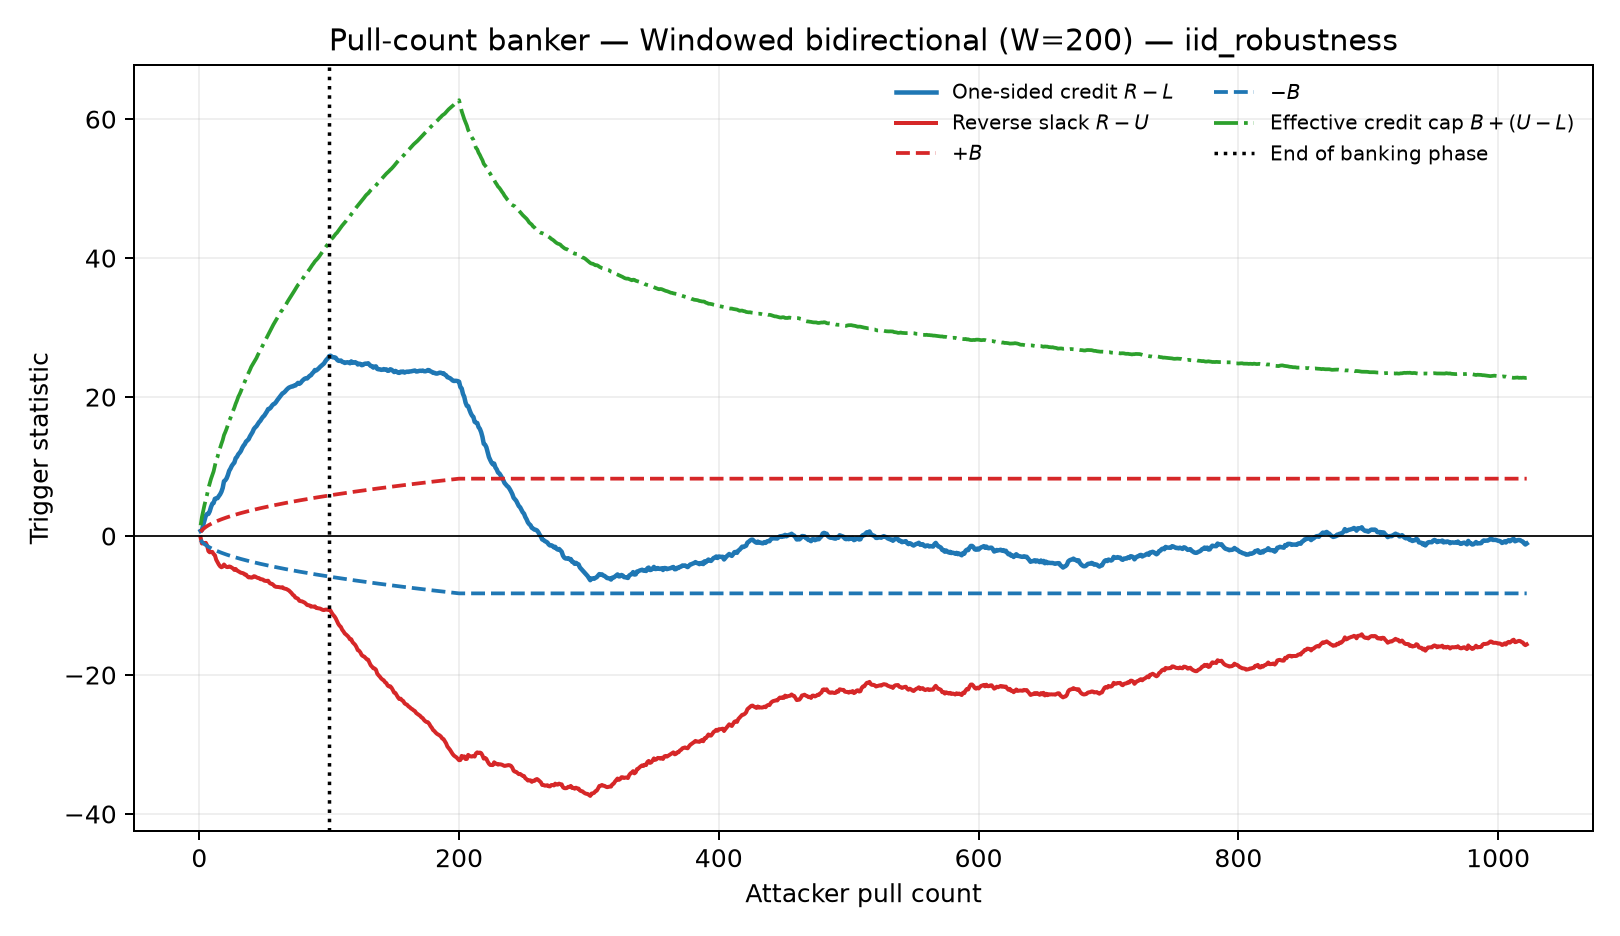 Pull-count banker — Windowed bidirectional (W=200) — iid_robustness
One-sided credit R − L
Reverse slack R − U
+B
−B
Effective credit cap B + (U − L)
End of banking phase
Trigger statistic
60
40
20
0
−20
−40
0 200 400 600 800 1000
Attacker pull count